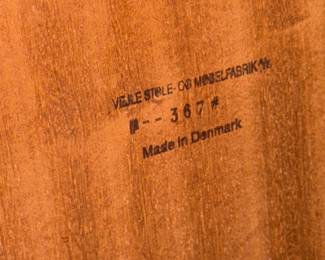 VEJLE STOLE- OG MØBELFABRIK A/S
#-- 367#
Made in Denmark